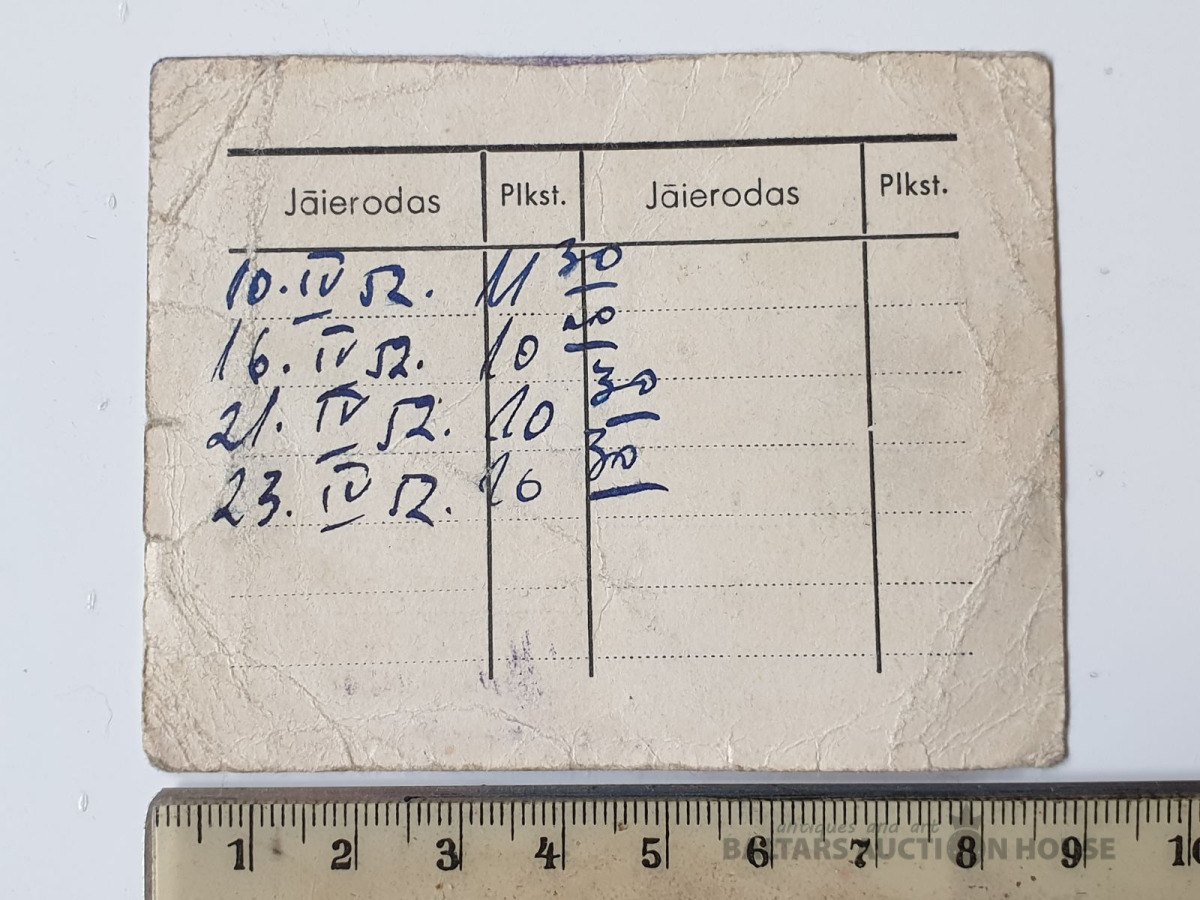 Jāierodas Plkst. Jāierodas Plkst.
10. IV 52. 11 30
16. IV 52. 10
21. IV 52. 10 30
23. IV 52. 30
1 2 3 4 5 6 7 8 9 10
antiques and art
BALTARS AUCTION HOUSE